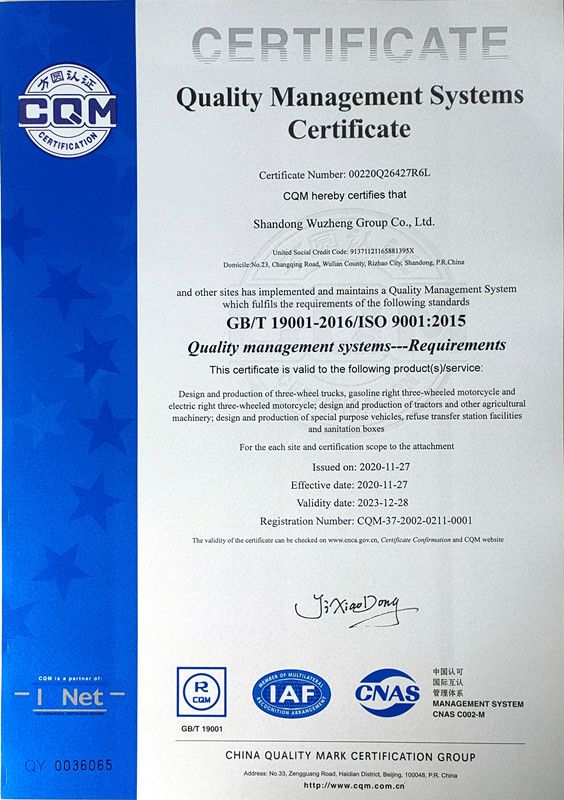 CERTIFICATE
方圆认证
CQM
CERTIFICATION
Quality Management Systems
Certificate
Certificate Number: 00220Q26427R6L
CQM hereby certifies that
Shandong Wuzheng Group Co., Ltd.
United Social Credit Code: 91371121165881395X
Domicile:No.23, Changqing Road, Wulian County, Rizhao City, Shandong, P.R.China
and other sites has implemented and maintains a Quality Management System
which fulfils the requirements of the following standards
GB/T 19001-2016/ISO 9001:2015
Quality management systems---Requirements
This certificate is valid to the following product(s)/service:
Design and production of three-wheel trucks, gasoline right three-wheeled motorcycle and
electric right three-wheeled motorcycle; design and production of tractors and other agricultural
machinery; design and production of special purpose vehicles, refuse transfer station facilities
and sanitation boxes
For the each site and certification scope to the attachment
Issued on: 2020-11-27
Effective date: 2020-11-27
Validity date: 2023-12-28
Registration Number: CQM-37-2002-0211-0001
The validity of the certificate can be checked on www.cnca.gov.cn, Certificate Confirmation and CQM website
Ji XiaoDong
CQM is a partner of:
I Net
QY 0036065
R
CQM
GB/T 19001
MEMBER OF MULTILATERAL
IAF
RECOGNITION ARRANGEMENT
CNAS
中国认可
国际互认
管理体系
MANAGEMENT SYSTEM
CNAS C002-M
CHINA QUALITY MARK CERTIFICATION GROUP
Address: No.33, Zengguang Road, Haidian District, Beijing, 100048, P.R. China
http://www.cqm.com.cn